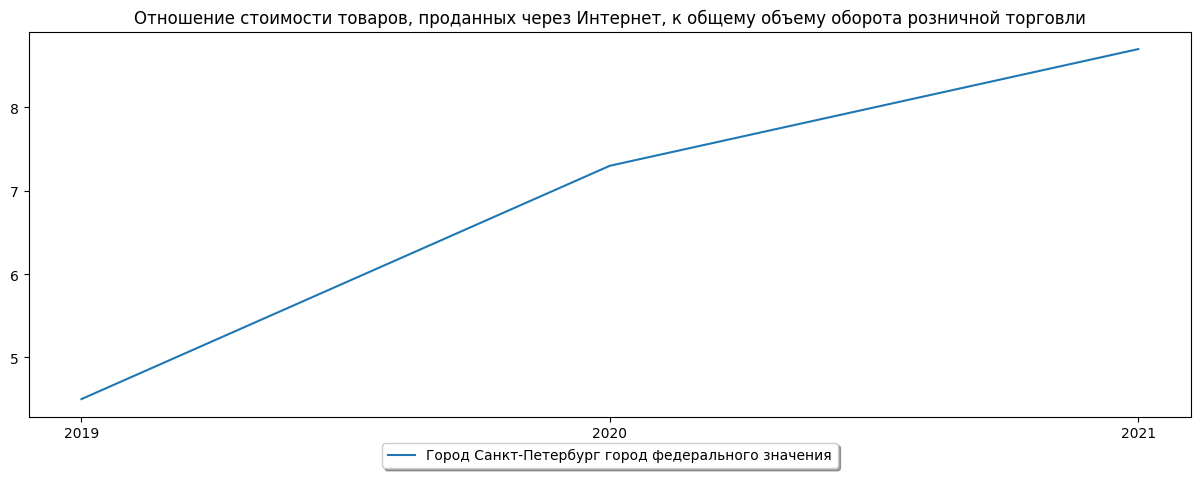 Отношение стоимости товаров, проданных через Интернет, к общему объему оборота розничной торговли
8
7
6
5
2019 2020 2021
Город Санкт-Петербург город федерального значения